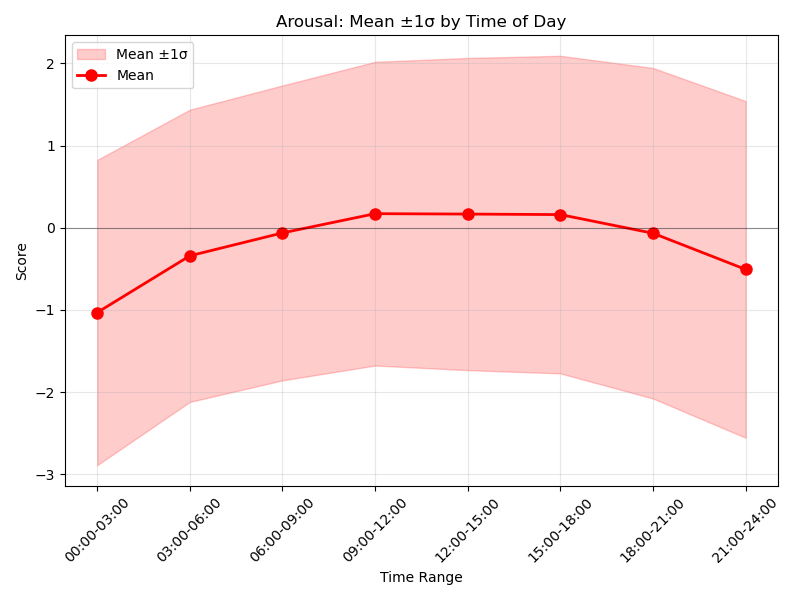 Arousal: Mean ±1σ by Time of Day
Mean ±1σ
Mean
2
1
0
−1
−2
−3
Score
00:00-03:00
03:00-06:00
06:00-09:00
09:00-12:00
12:00-15:00
15:00-18:00
18:00-21:00
21:00-24:00
Time Range